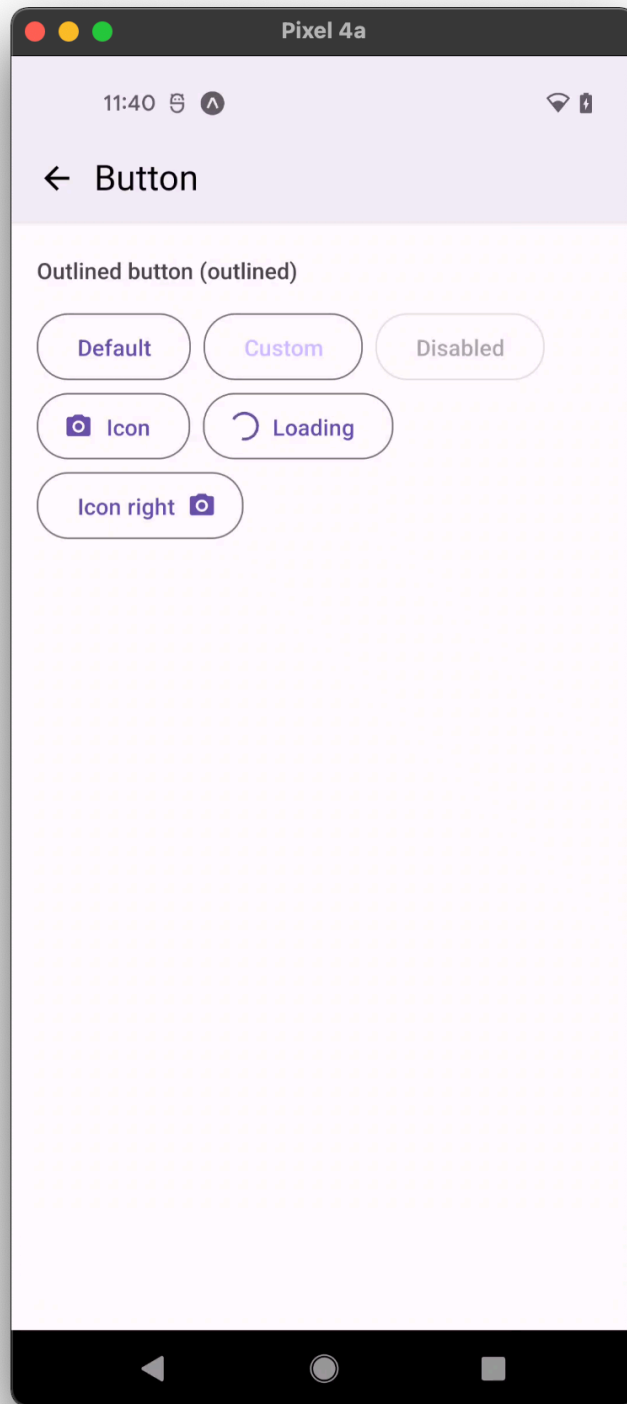 Pixel 4a
11:40
Button
Outlined button (outlined)
Default Custom Disabled
Icon Loading
Icon right